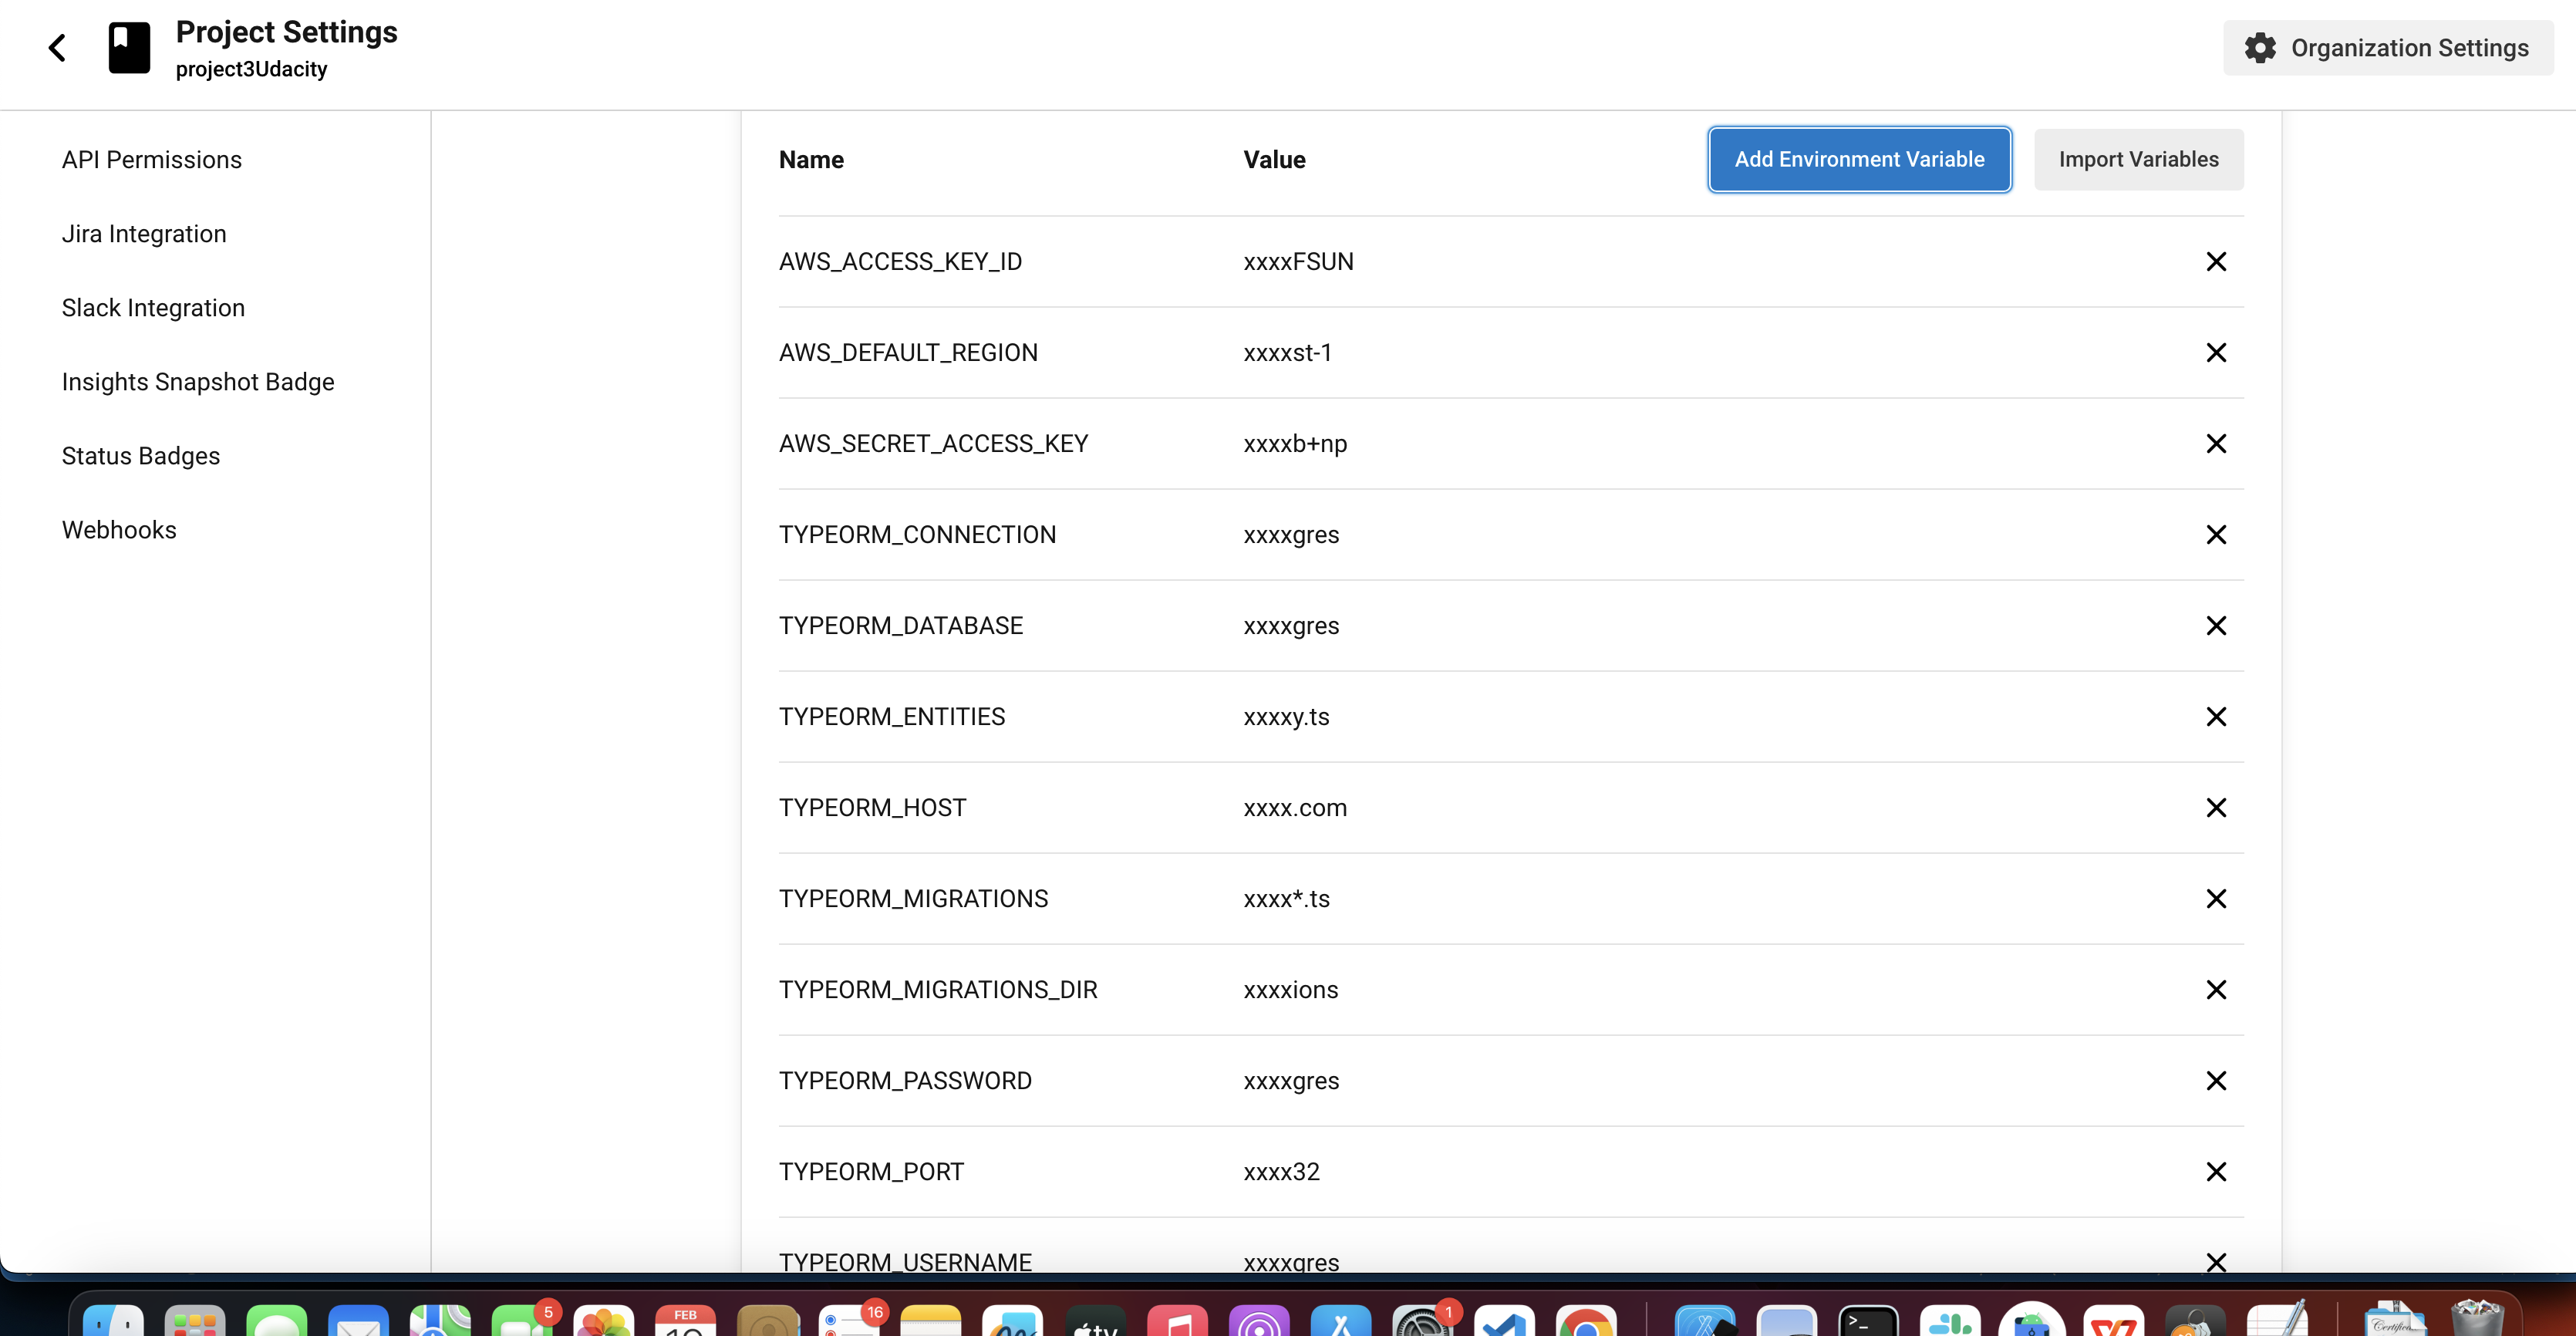 Project Settings
project3Udacity
Organization Settings
API Permissions
Jira Integration
Slack Integration
Insights Snapshot Badge
Status Badges
Webhooks
Name Value Add Environment Variable Import Variables
AWS_ACCESS_KEY_ID xxxxFSUN
AWS_DEFAULT_REGION xxxxst-1
AWS_SECRET_ACCESS_KEY xxxxb+np
TYPEORM_CONNECTION xxxxgres
TYPEORM_DATABASE xxxxgres
TYPEORM_ENTITIES xxxxy.ts
TYPEORM_HOST xxxx.com
TYPEORM_MIGRATIONS xxxx*.ts
TYPEORM_MIGRATIONS_DIR xxxxions
TYPEORM_PASSWORD xxxxgres
TYPEORM_PORT xxxx32
TYPEORM_USERNAME xxxxgres
5 FEB 16 tv 1 >_